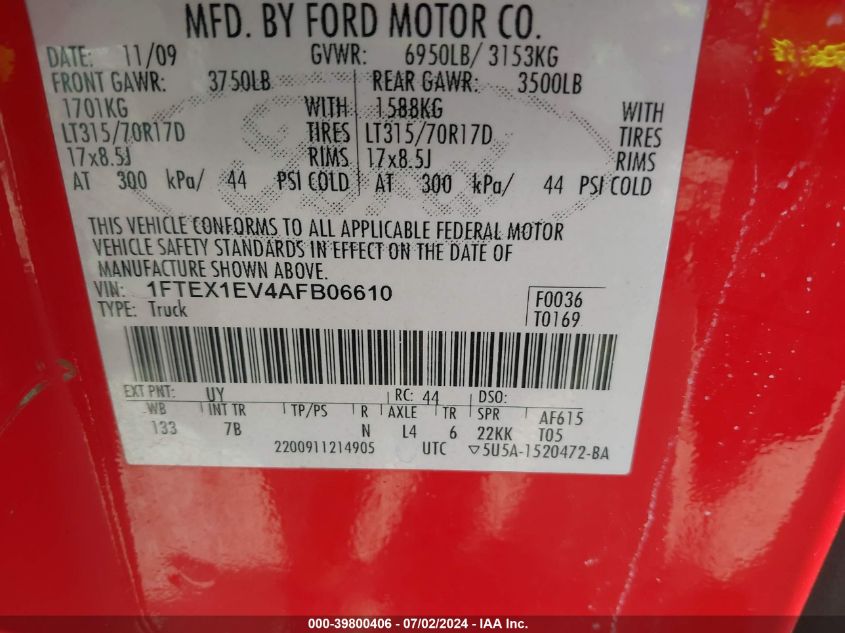 MFD. BY FORD MOTOR CO.
DATE: 11/09 GVWR: 6950LB/ 3153KG
FRONT GAWR: 3750LB REAR GAWR: 3500LB
1701KG WITH 1588KG WITH
LT315/70R17D TIRES LT315/70R17D TIRES
17x8.5J RIMS 17x8.5J RIMS
AT 300 kPa/ 44 PSI COLD AT 300 kPa/ 44 PSI COLD
THIS VEHICLE CONFORMS TO ALL APPLICABLE FEDERAL MOTOR
VEHICLE SAFETY STANDARDS IN EFFECT ON THE DATE OF
MANUFACTURE SHOWN ABOVE.
VIN: 1FTEX1EV4AFB06610 F0036
TYPE: Truck T0169
EXT PNT: UY RC: 44 DSO:
WB INT TR TP/PS R AXLE TR SPR AF615
133 7B N L4 6 22KK T05
2200911214905 UTC ▽5U5A-1520472-BA
000-39800406 - 07/02/2024 - IAA Inc.